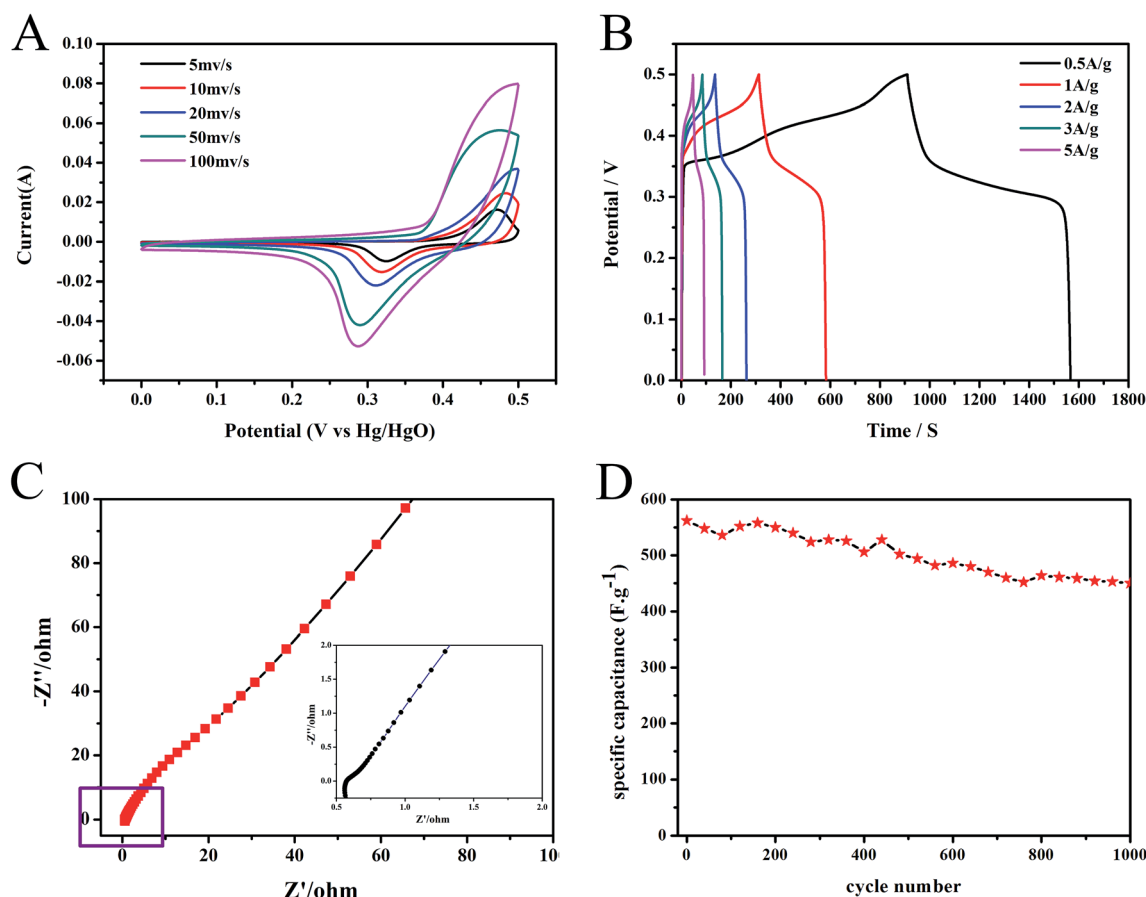 A
0.10
0.08
0.06
0.04
0.02
0.00
-0.02
-0.04
-0.06
Current(A)
5mv/s
10mv/s
20mv/s
50mv/s
100mv/s
0.0 0.1 0.2 0.3 0.4 0.5
Potential (V vs Hg/HgO)
B
0.5
0.4
0.3
0.2
0.1
0.0
Potential / V
0.5A/g
1A/g
2A/g
3A/g
5A/g
0 200 400 600 800 1000 1200 1400 1600 1800
Time / S
C
100
80
60
40
20
0
-Z''/ohm
0 20 40 60 80 10
Z'/ohm
2.0
1.5
1.0
0.5
0.0
-Z''/ohm
0.5 1.0 1.5 2.0
Z'/ohm
D
600
500
400
300
200
100
0
specific capacitance (F.g-1)
0 200 400 600 800 1000
cycle number